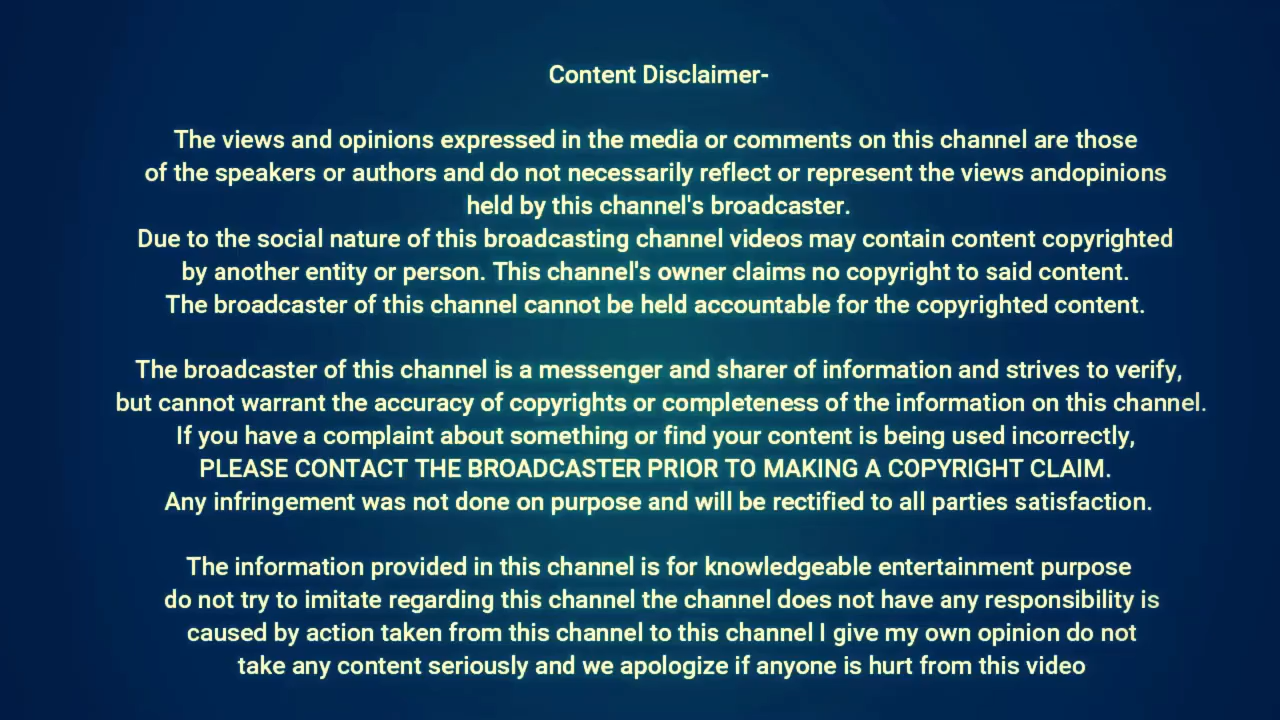 Content Disclaimer-
The views and opinions expressed in the media or comments on this channel are those
of the speakers or authors and do not necessarily reflect or represent the views andopinions
held by this channel's broadcaster.
Due to the social nature of this broadcasting channel videos may contain content copyrighted
by another entity or person. This channel's owner claims no copyright to said content.
The broadcaster of this channel cannot be held accountable for the copyrighted content.
The broadcaster of this channel is a messenger and sharer of information and strives to verify,
but cannot warrant the accuracy of copyrights or completeness of the information on this channel.
If you have a complaint about something or find your content is being used incorrectly,
PLEASE CONTACT THE BROADCASTER PRIOR TO MAKING A COPYRIGHT CLAIM.
Any infringement was not done on purpose and will be rectified to all parties satisfaction.
The information provided in this channel is for knowledgeable entertainment purpose
do not try to imitate regarding this channel the channel does not have any responsibility is
caused by action taken from this channel to this channel I give my own opinion do not
take any content seriously and we apologize if anyone is hurt from this video